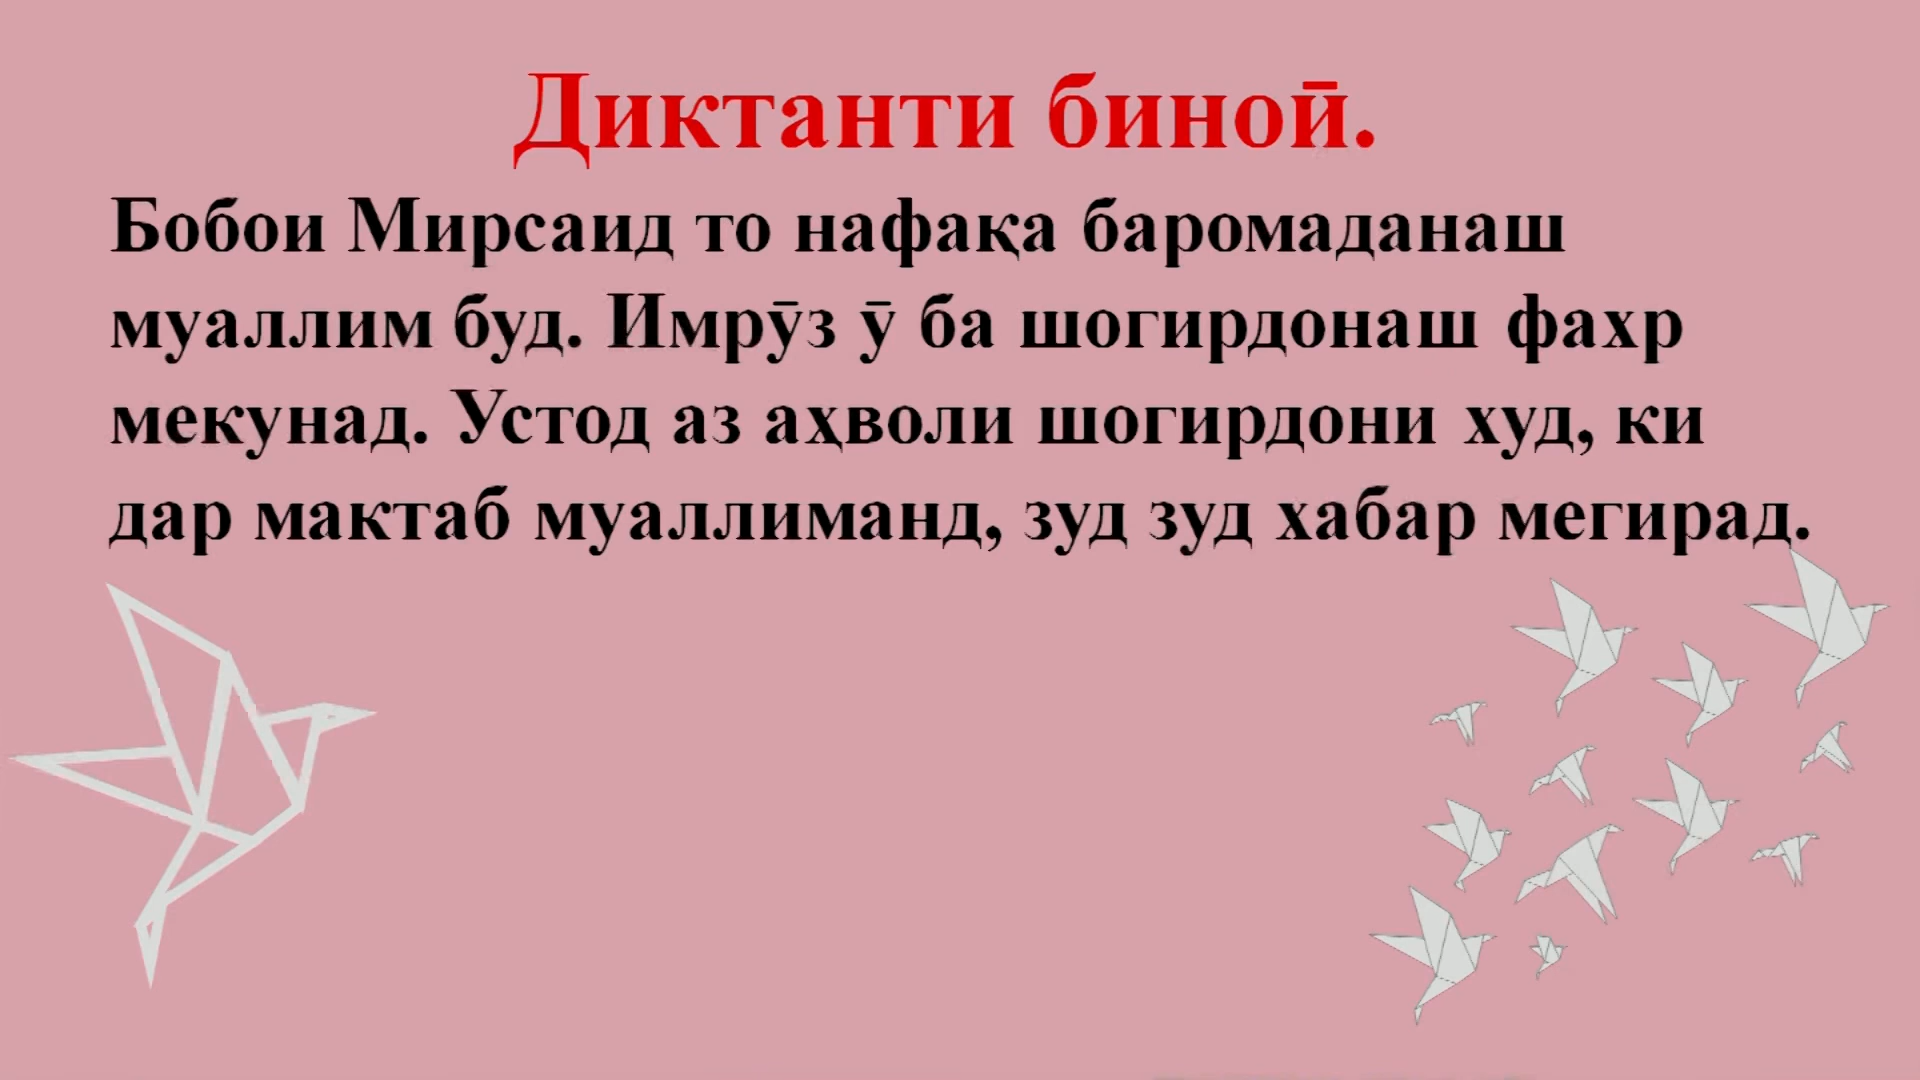 Диктанти биной̄.
Бобои Мирсаид то нафақа баромаданаш
муаллим буд. Имрӯз ӯ ба шогирдонаш фахр
мекунад. Устод аз аҳволи шогирдони худ, ки
дар мактаб муаллиманд, зуд зуд хабар мегирад.